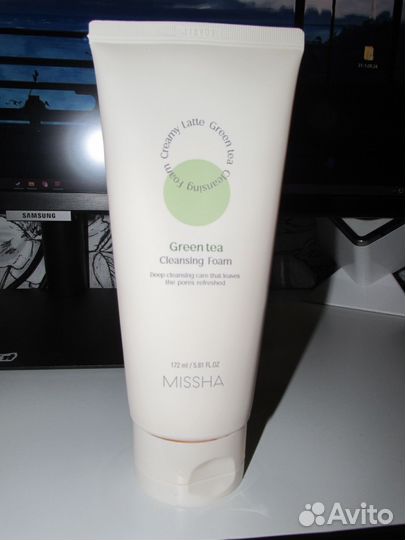 Creamy Latte Green tea Cleansing Foam
Green tea
Cleansing Foam
Deep cleansing care that leaves
the pores refreshed
172 ml / 5.81 FL.OZ
MISSHA
SAMSUNG
Avito